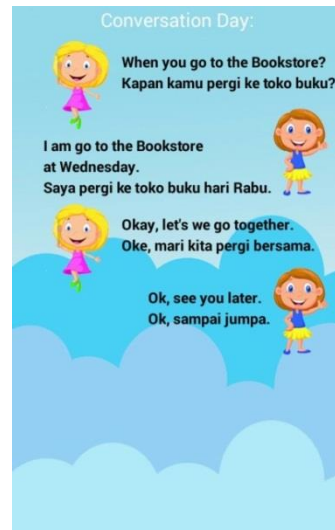 Conversation Day:
When you go to the Bookstore?
Kapan kamu pergi ke toko buku?
I am go to the Bookstore
at Wednesday.
Saya pergi ke toko buku hari Rabu.
Okay, let's we go together.
Oke, mari kita pergi bersama.
Ok, see you later.
Ok, sampai jumpa.